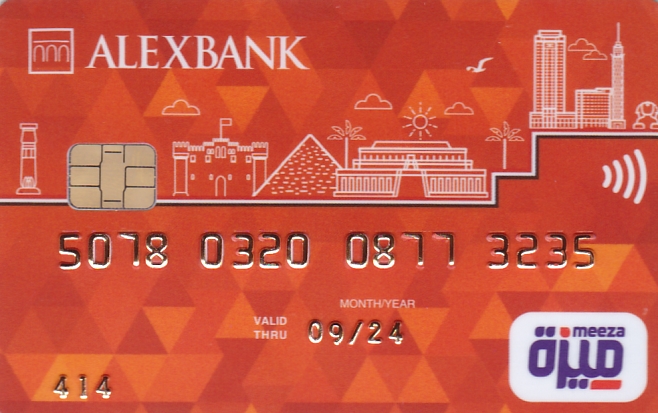 ALEXBANK
5078 0320 0877 3235
MONTH/YEAR
VALID
THRU 09/24
meeza
ميزة
414